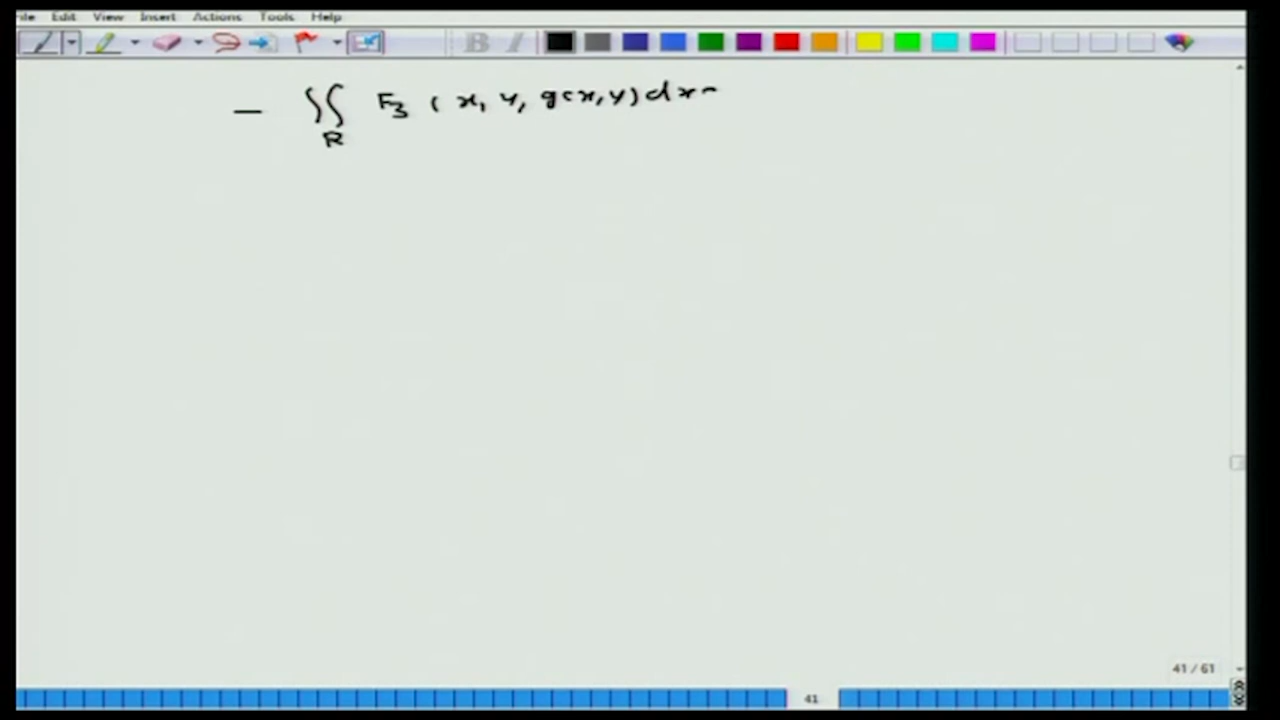 File Edit View Insert Actions Tools Help
B I
− ∬ F₃ ( x, y, g(x,y) dx
R
41 / 61
41